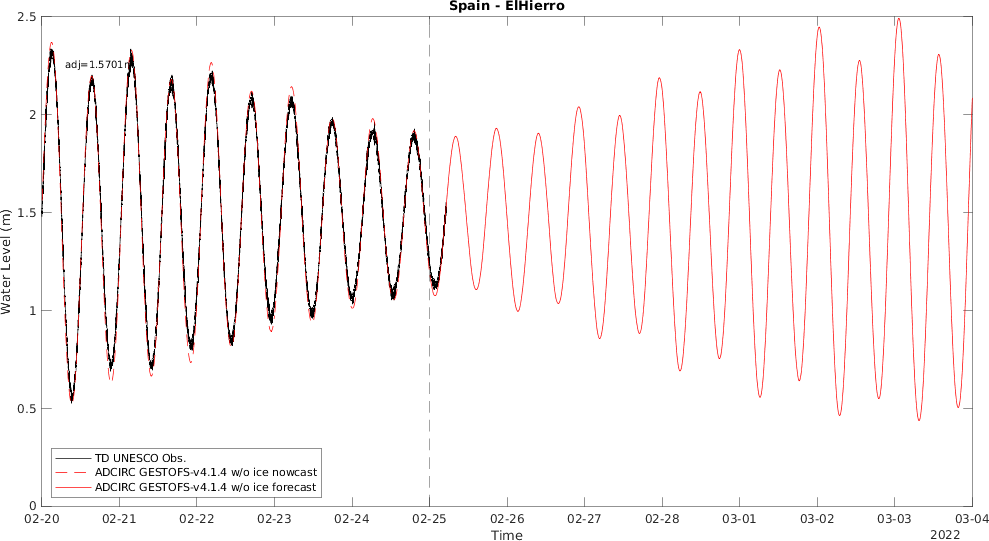 Spain - ElHierro
2.5
adj=1.5701m
2
1.5
Water Level (m)
1
0.5
TD UNESCO Obs.
ADCIRC GESTOFS-v4.1.4 w/o ice nowcast
ADCIRC GESTOFS-v4.1.4 w/o ice forecast
0
02-20 02-21 02-22 02-23 02-24 02-25 02-26 02-27 02-28 03-01 03-02 03-03 03-04
Time
2022